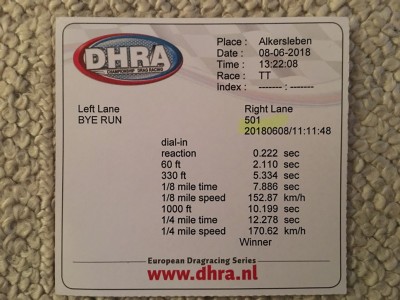 DHRA
CHAMPIONSHIP DRAG RACING
Place : Alkersleben
Date : 08-06-2018
Time : 13:22:08
Race : TT
Index : ------- : -------
Left Lane Right Lane
BYE RUN 501
20180608/11:11:48
dial-in
reaction 0.222 sec
60 ft 2.110 sec
330 ft 5.334 sec
1/8 mile time 7.886 sec
1/8 mile speed 152.87 km/h
1000 ft 10.199 sec
1/4 mile time 12.278 sec
1/4 mile speed 170.62 km/h
Winner
European Dragracing Series
www.dhra.nl